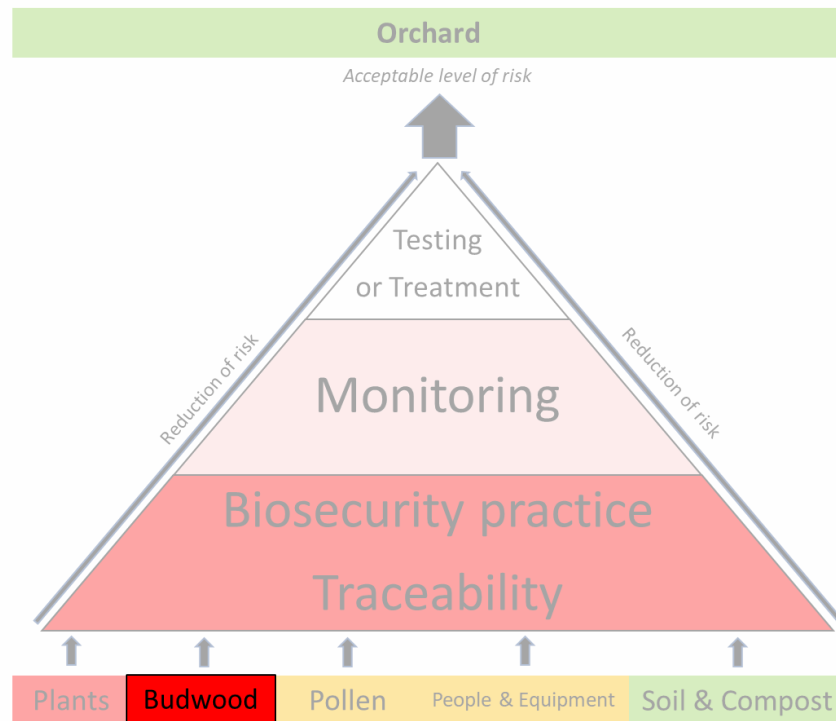 Orchard
Acceptable level of risk
Testing
or Treatment
Reduction of risk
Reduction of risk
Monitoring
Biosecurity practice
Traceability
Plants
Budwood
Pollen
People & Equipment
Soil & Compost